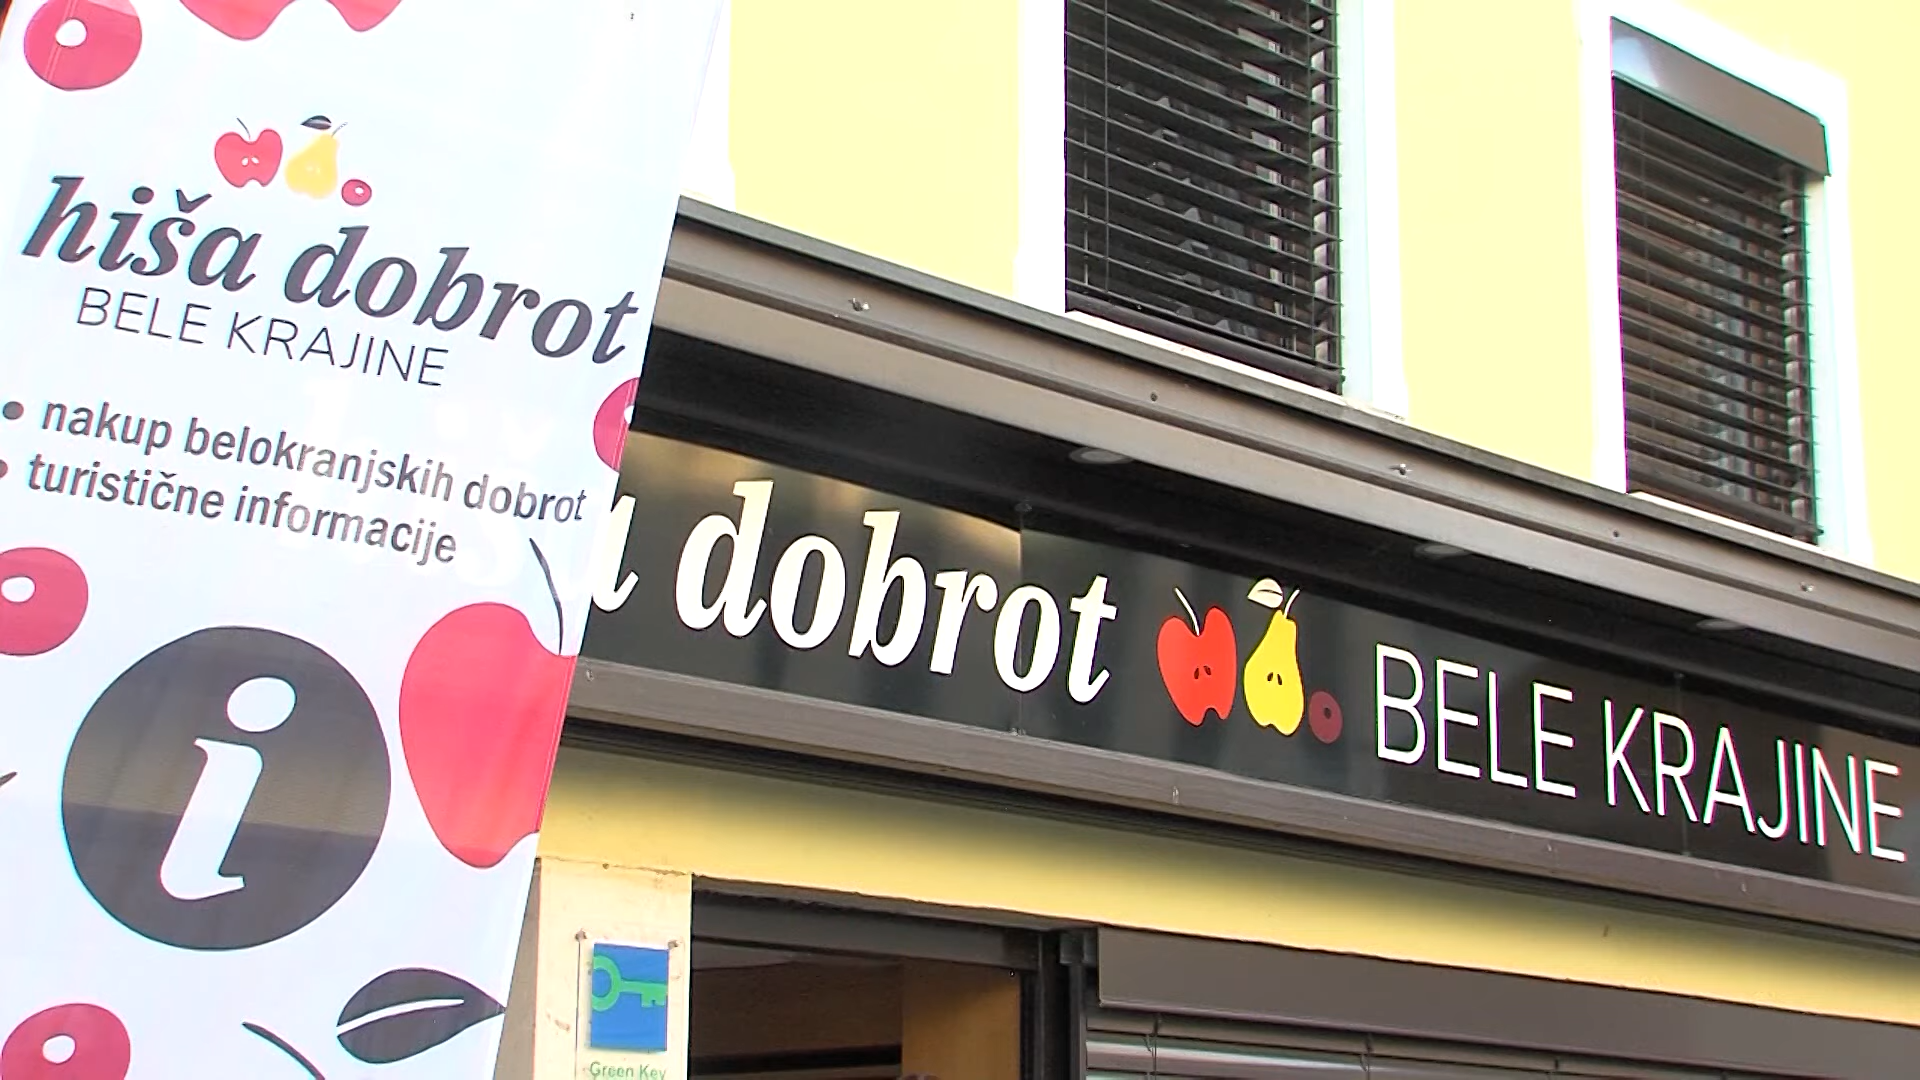 hiša dobrot
BELE KRAJINE
• nakup belokranjskih dobrot
• turistične informacije
i
dobrot BELE KRAJINE
Green Key